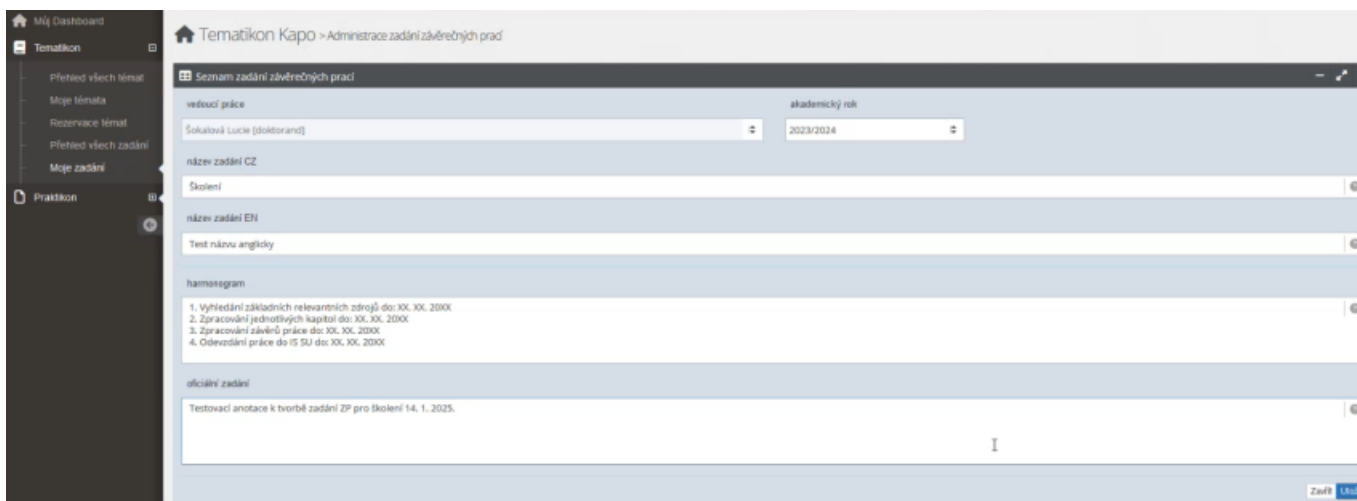 Můj Dashboard
Tematikon
Přehled všech témat
Moje témata
Rezervace témat
Přehled všech zadání
Moje zadání
Praktikon
Tematikon Kapo > Administrace zadání závěrečných prací
Seznam zadání závěrečných prací
vedoucí práce
akademický rok
Šokalová Lucie [doktorand]
2023/2024
název zadání CZ
Školení
název zadání EN
Test názvu anglicky
harmonogram
1. Vyhledání základních relevantních zdrojů do: XX. XX. 20XX
2. Zpracování jednotlivých kapitol do: XX. XX. 20XX
3. Zpracování závěrů práce do: XX. XX. 20XX
4. Odevzdání práce do IS SU do: XX. XX. 20XX
oficiální zadání
Testovací anotace k tvorbě zadání ZP pro školení 14. 1. 2025.
Zavřít